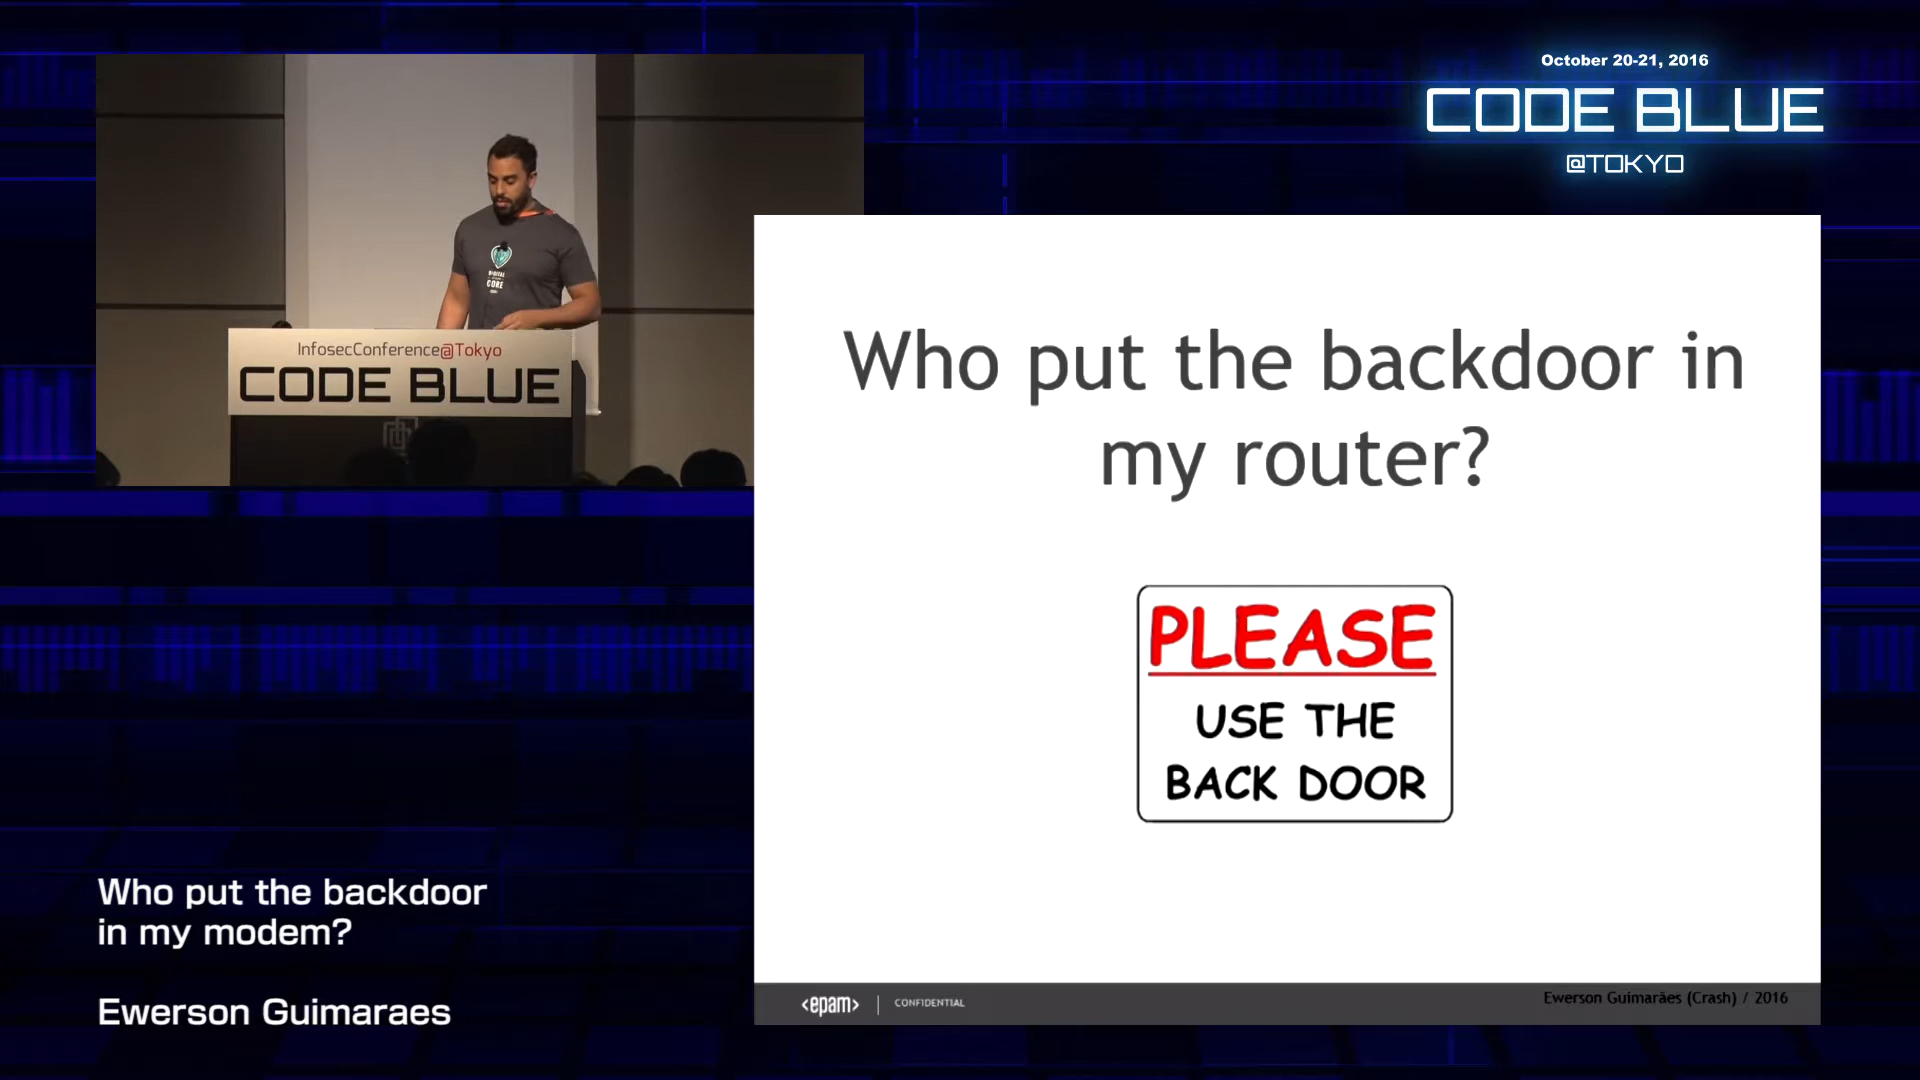 October 20-21, 2016
CODE BLUE
@TOKYO
InfosecConference@Tokyo
CODE BLUE
CORE
Who put the backdoor in
my router?
PLEASE
USE THE
BACK DOOR
<epam> | CONFIDENTIAL
Ewerson Guimarães (Crash) / 2016
Who put the backdoor
in my modem?
Ewerson Guimaraes